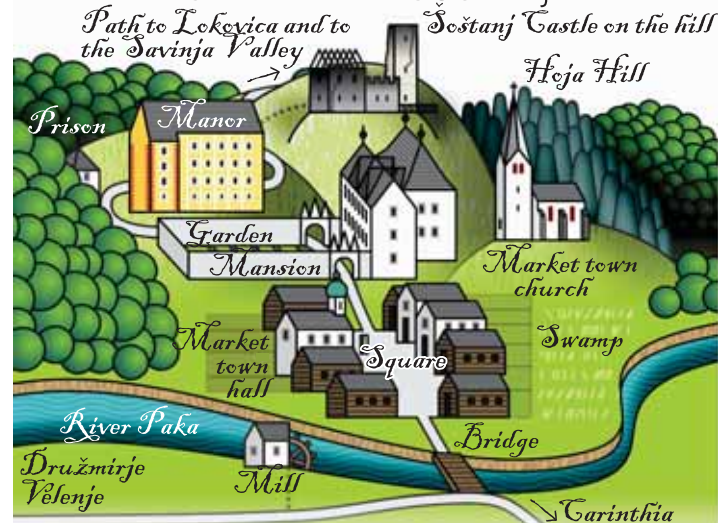 Path to Lokovica and to
the Savinja Valley
Šoštanj Castle on the hill
Hoja Hill
Prison
Manor
Garden
Mansion
Market town
church
Market
town
hall
Square
Swamp
River Paka
Bridge
Družmirje
Velenje
Mill
Carinthia